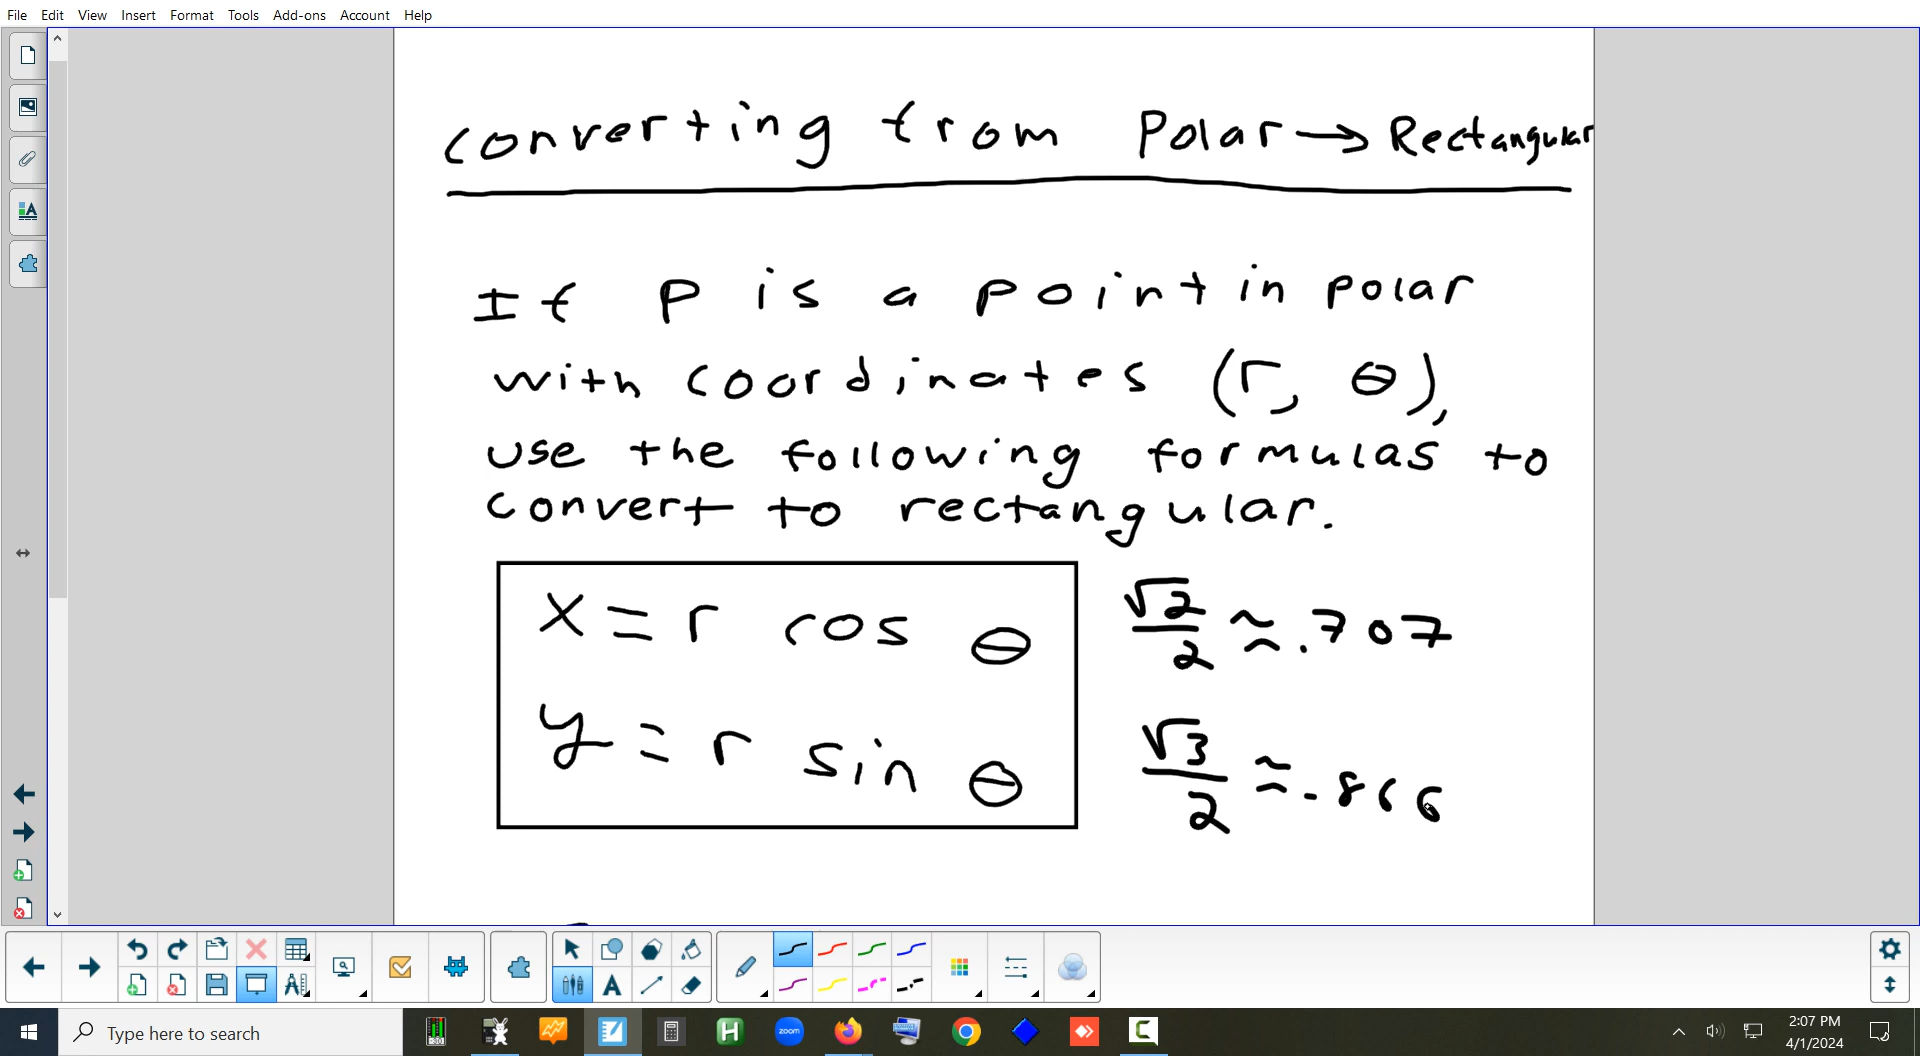 File Edit View Insert Format Tools Add-ons Account Help
converting from Polar → Rectangular
If P is a point in polar
with coordinates (r, θ),
use the following formulas to
convert to rectangular.
x = r cos θ
y = r sin θ
√2/2 ≈ .707
√3/2 ≈ .866
Type here to search
zoom
2:07 PM
4/1/2024